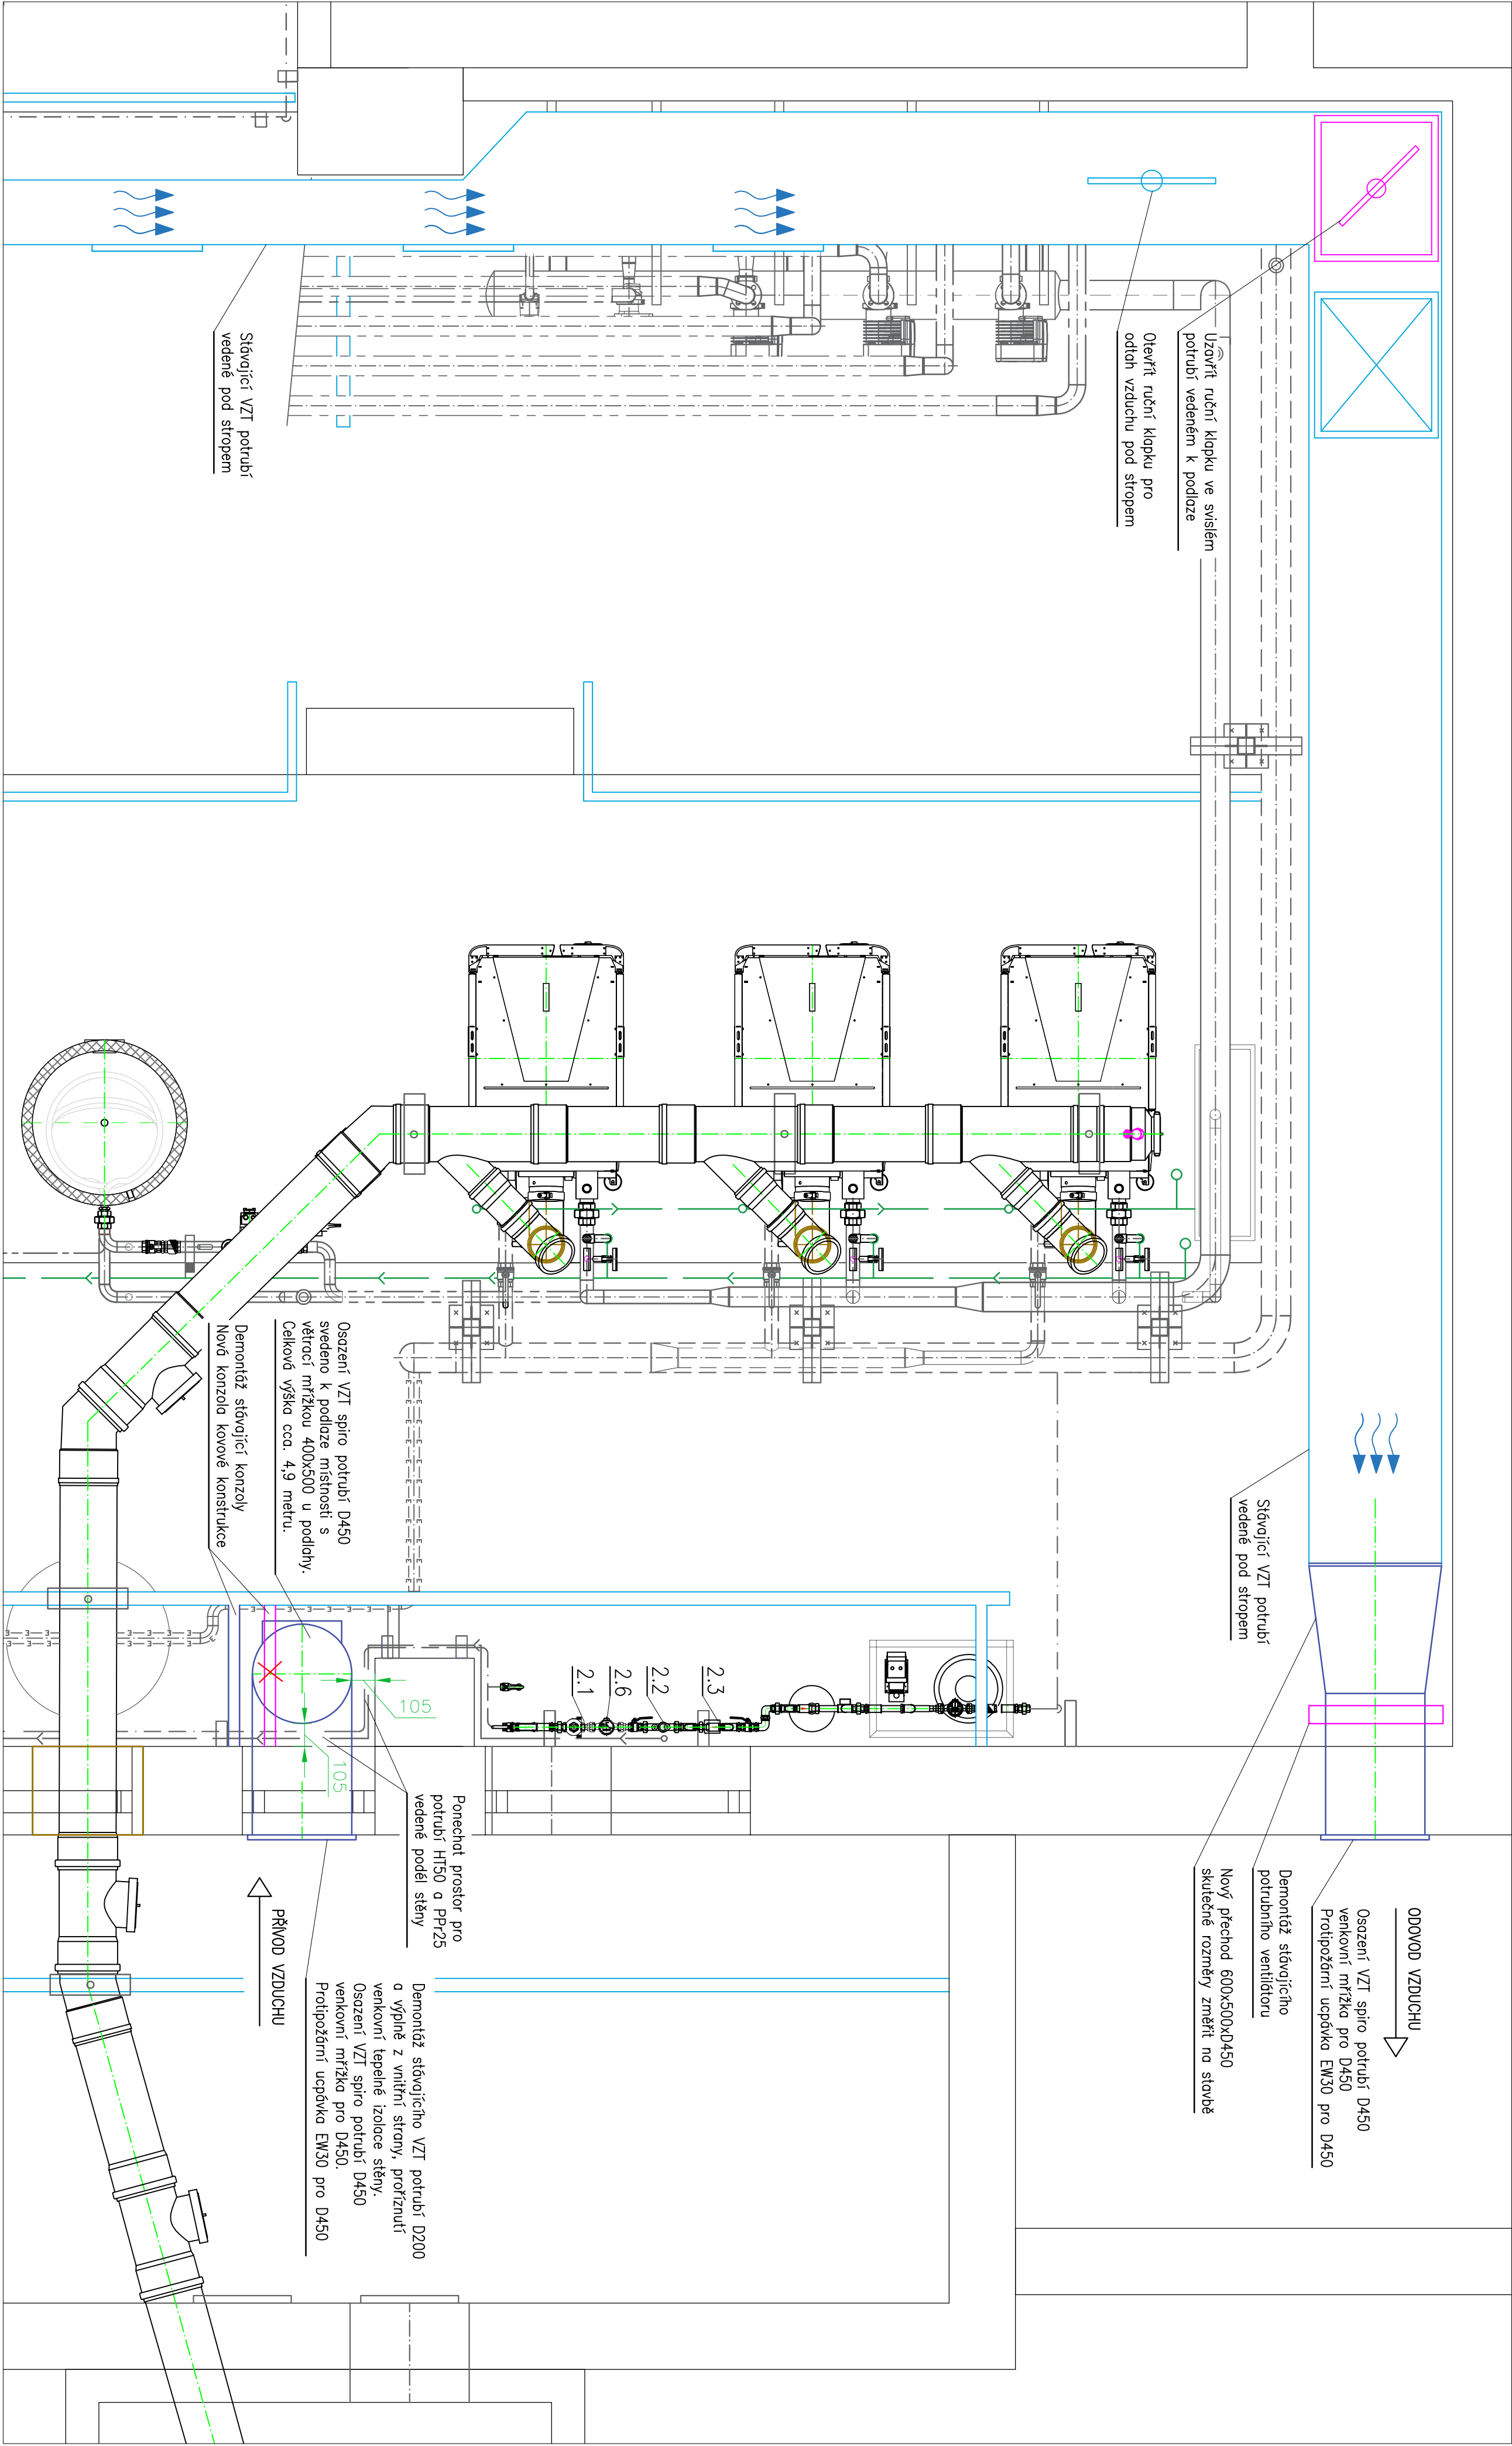 ODOVOD VZDUCHU
Osazení VZT spiro potrubí D450
venkovní mřížka pro D450
Protipožární ucpávka EW30 pro D450
Demontáž stávajícího
potrubního ventilátoru
Nový přechod 600x500xD450
skutečné rozměry změřit na stavbě
Stávající VZT potrubí
vedené pod stropem
Uzavřít ruční klapku ve svislém
potrubí vedeném k podlaze
Otevřít ruční klapku pro
odtah vzduchu pod stropem
Stávající VZT potrubí
vedené pod stropem
2.3
2.2
2.6
2.1
105
105
Ponechat prostor pro
potrubí HT50 a PPr25
vedené podél stěny
Osazení VZT spiro potrubí D450
svedeno k podlaze místnosti s
větrací mřížkou 400x500 u podlahy.
Celková výška cca. 4,9 metru.
Demontáž stávající konzoly
Nová konzola kovové konstrukce
PŘÍVOD VZDUCHU
Demontáž stávajícího VZT potrubí D200
a výplně z vnitřní strany, proříznutí
venkovní tepelné izolace stěny.
Osazení VZT spiro potrubí D450
venkovní mřížka pro D450.
Protipožární ucpávka EW30 pro D450